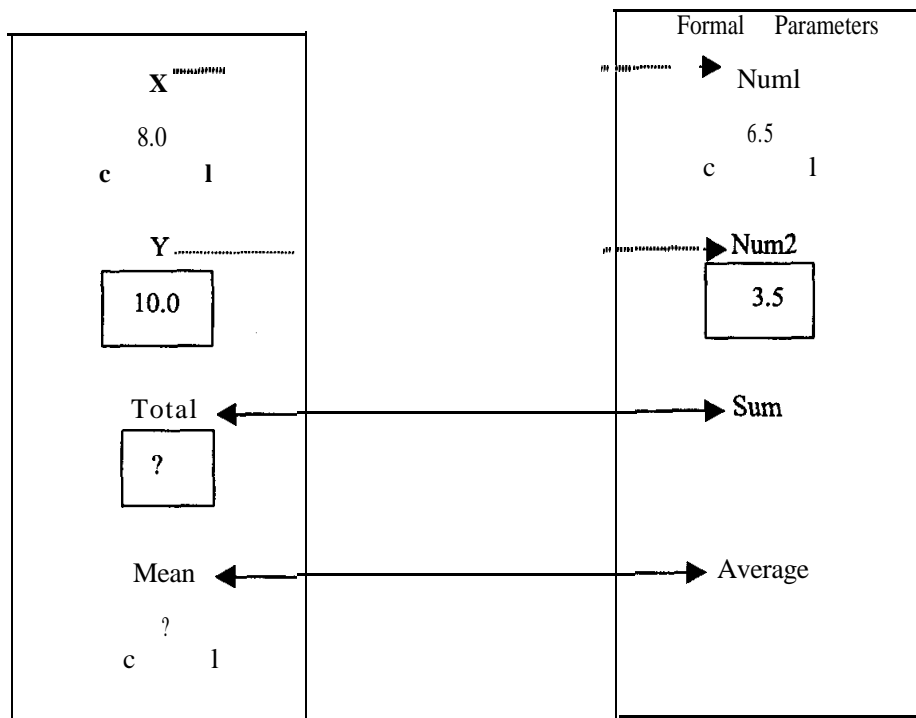 Formal Parameters
X
Num1
8.0
6.5
c l
c l
Y
Num2
10.0
3.5
Total
Sum
?
Mean
Average
?
c l